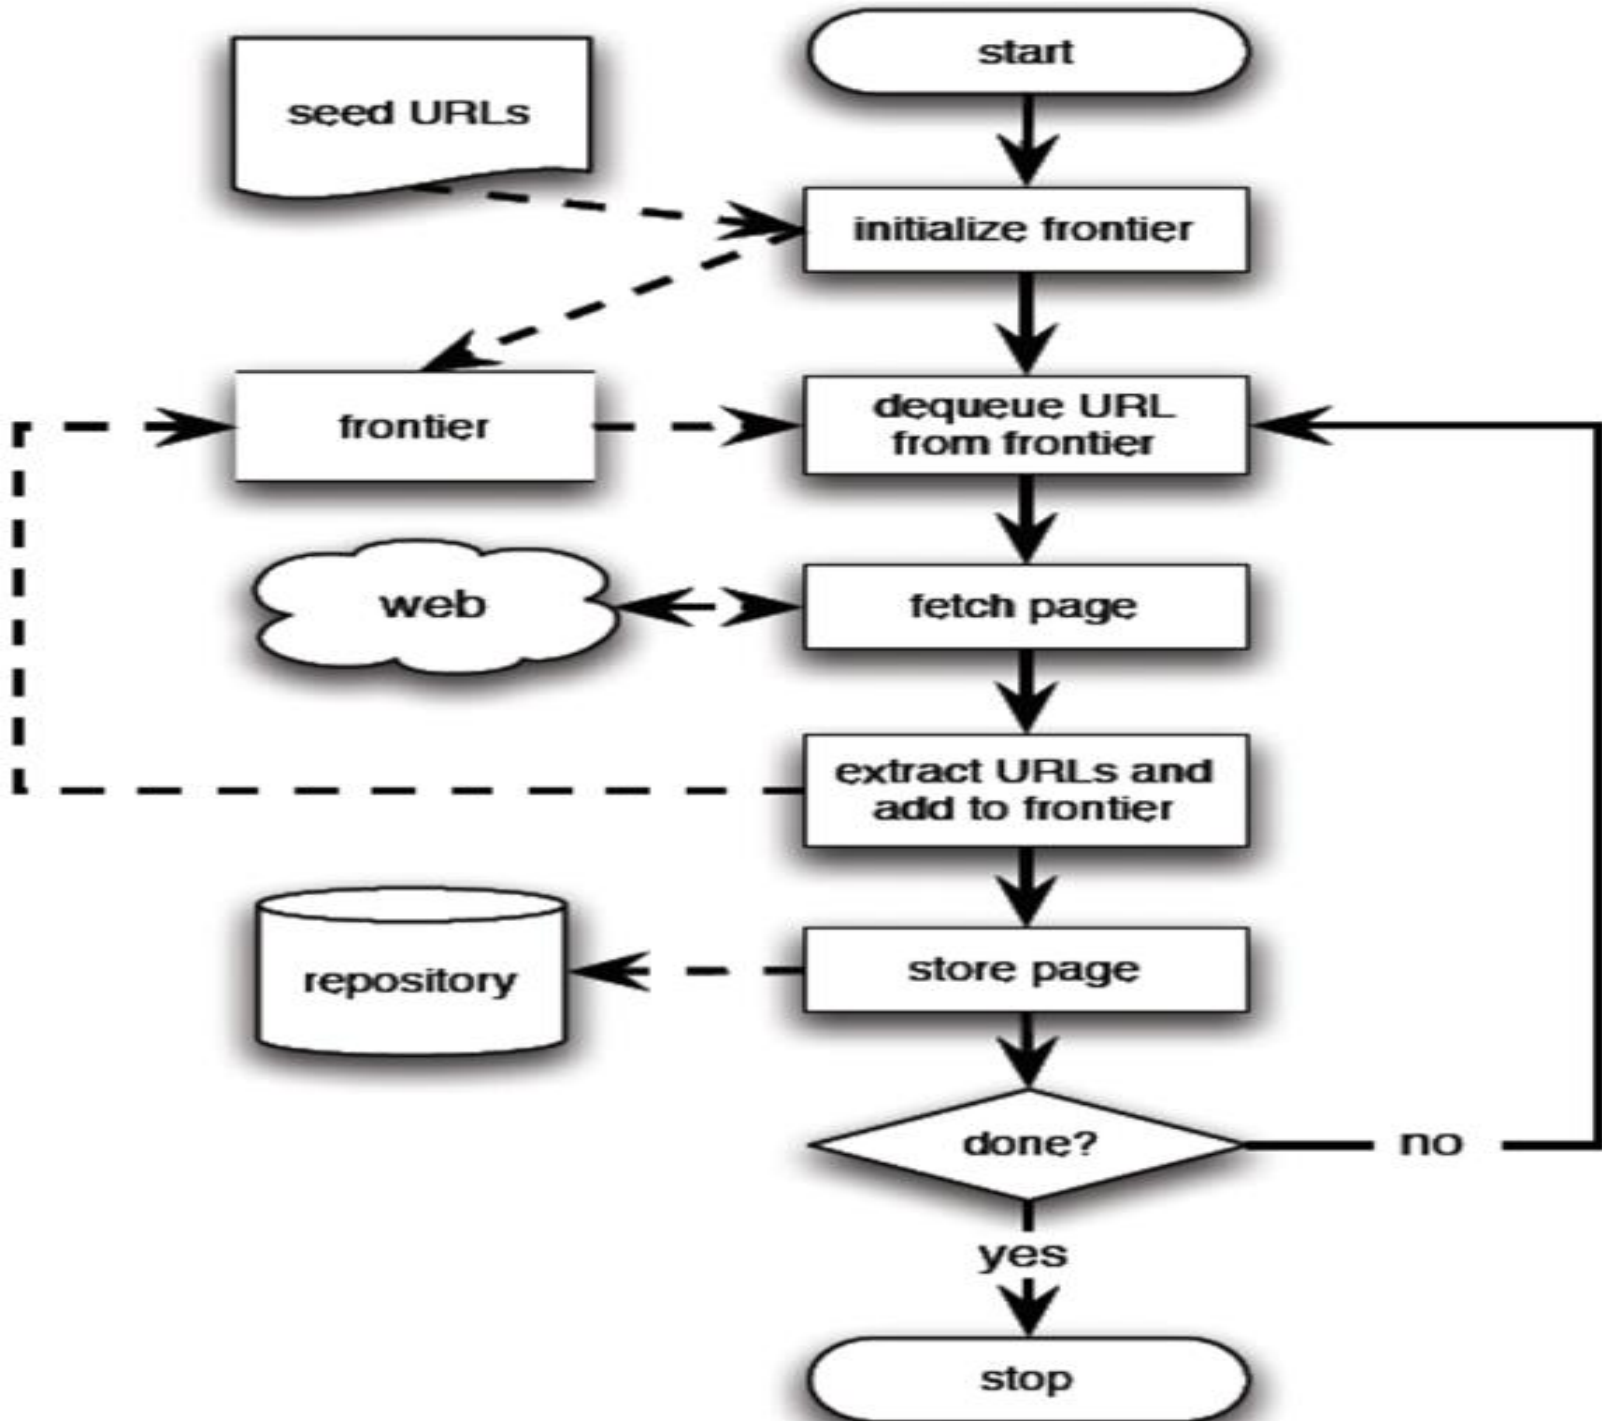 seed URLs
start
initialize frontier
frontier
dequeue URL
from frontier
web
fetch page
extract URLs and
add to frontier
repository
store page
done?
no
yes
stop